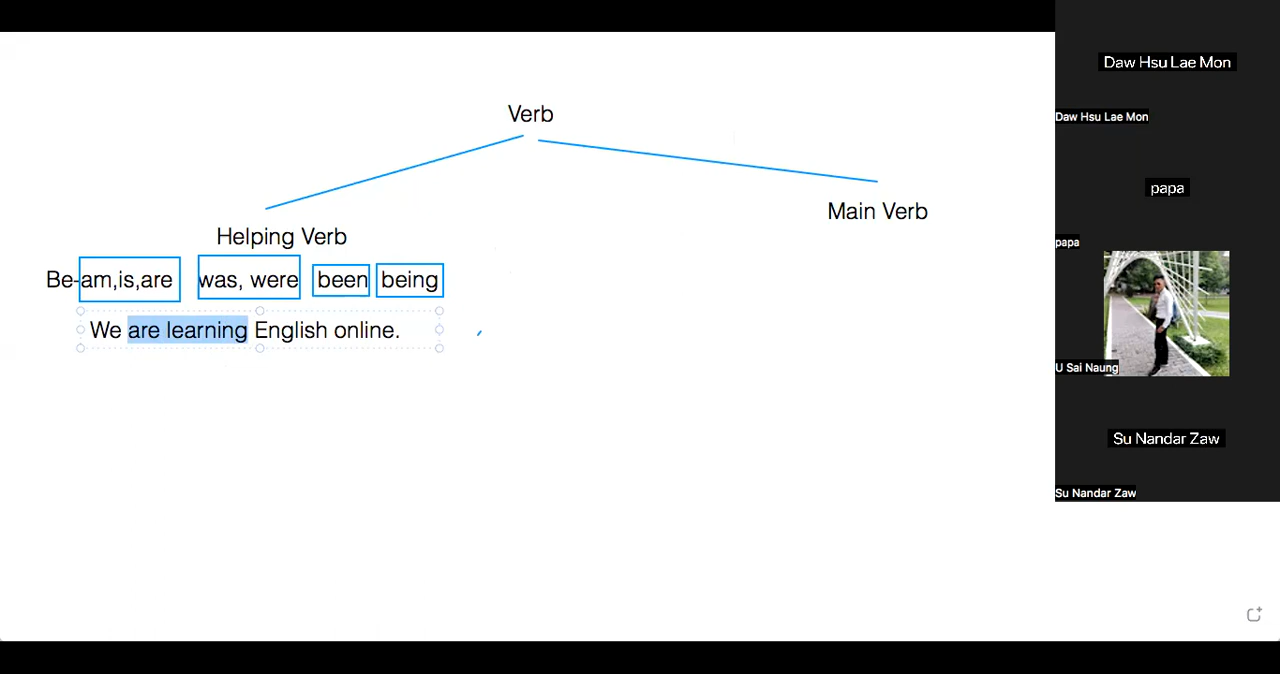 Verb
Helping Verb
Main Verb
Be-am,is,are was, were been being
We are learning English online.
Daw Hsu Lae Mon
Daw Hsu Lae Mon
papa
papa
U Sai Naung
Su Nandar Zaw
Su Nandar Zaw